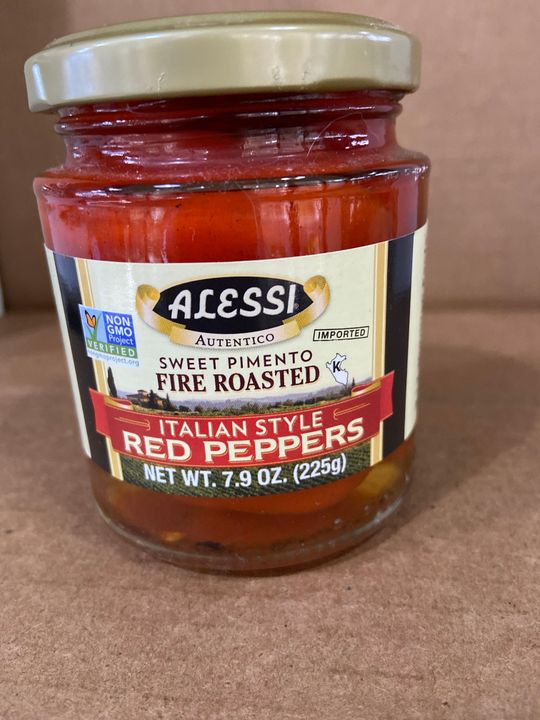 ALESSI
AUTENTICO
IMPORTED
NON
GMO
Project
VERIFIED
nongmoproject.org
SWEET PIMENTO
FIRE ROASTED
K
ITALIAN STYLE
RED PEPPERS
NET WT. 7.9 OZ. (225g)